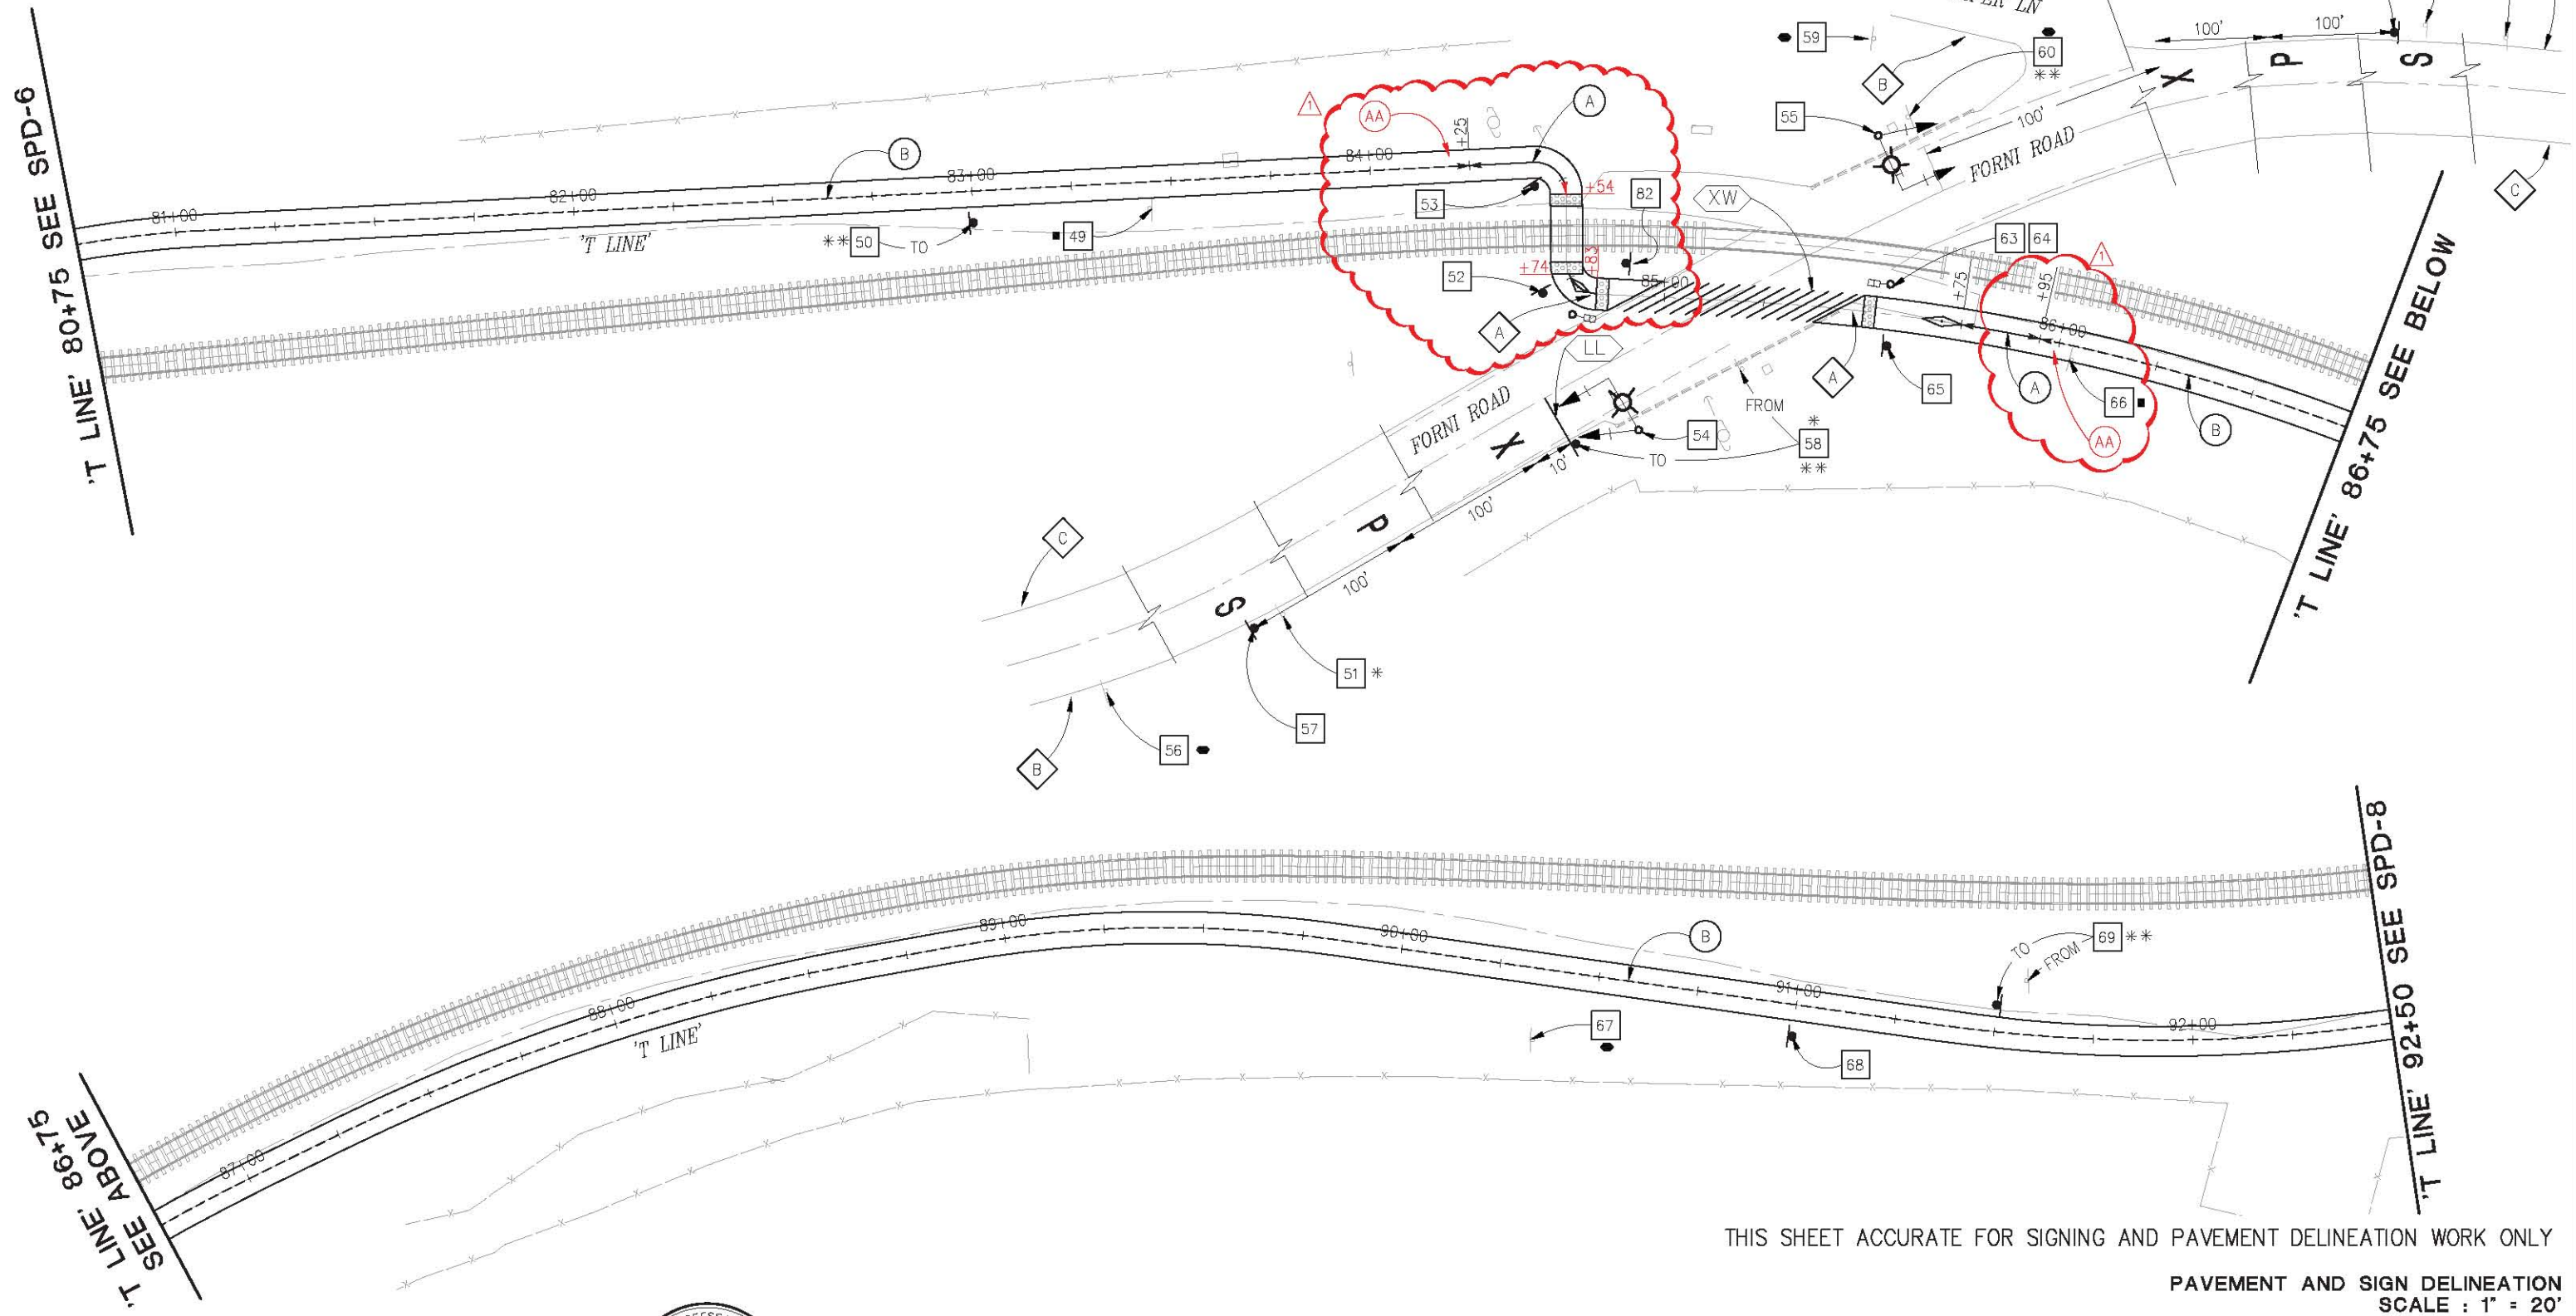 'T LINE' 80+75 SEE SPD-6
81+00
82+00
83+00
84+00
+25
B
'T LINE'
** 50 TO
49
1
AA
A
53
+54
82
XW
52
+74
+83
85+00
A
LL
59
B
60
**
55
100'
FORNI ROAD
X
P
S
100'
100'
LN
C
63 64
+75
+95
1
86+00
A
65
A
66
AA
B
'T LINE' 86+75 SEE BELOW
FORNI ROAD
X
P
S
10'
100'
100'
54
FROM
TO
*
58
**
C
51 *
57
56
B
'T LINE' 86+75
SEE ABOVE
87+00
88+00
'T LINE'
89+00
90+00
B
91+00
92+00
67
68
TO
FROM
69 **
'T LINE' 92+50 SEE SPD-8
THIS SHEET ACCURATE FOR SIGNING AND PAVEMENT DELINEATION WORK ONLY
PAVEMENT AND SIGN DELINEATION
SCALE : 1" = 20'